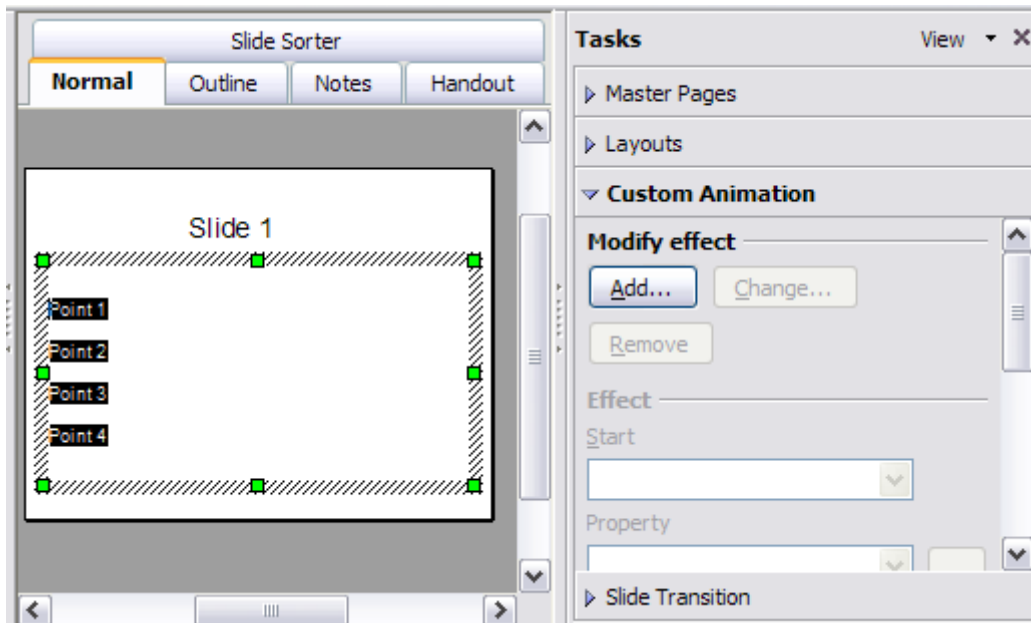 Slide Sorter
Normal Outline Notes Handout
Slide 1
Point 1
Point 2
Point 3
Point 4
Tasks View
Master Pages
Layouts
Custom Animation
Modify effect
Add... Change...
Remove
Effect
Start
Property
Slide Transition